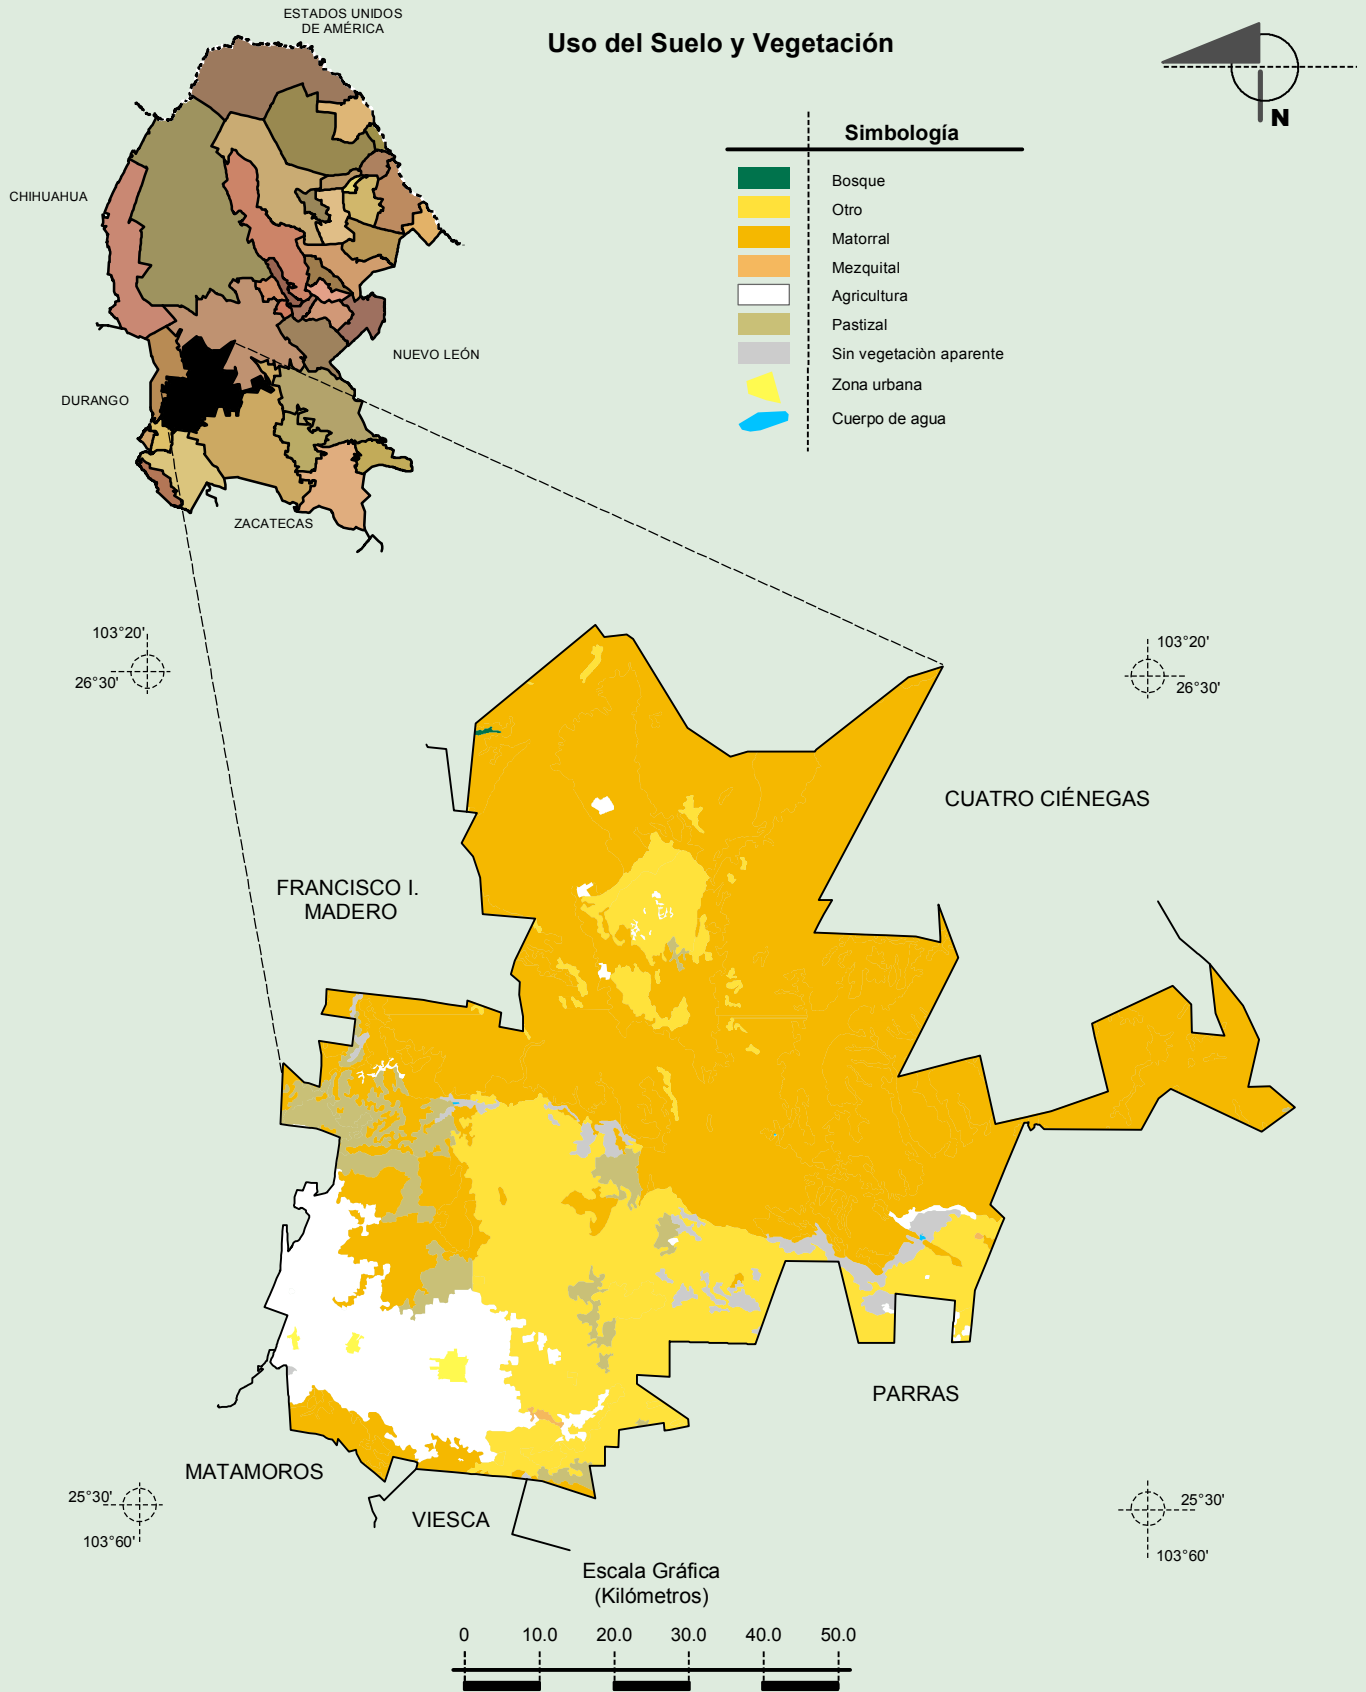 ESTADOS UNIDOS
DE AMÉRICA
Uso del Suelo y Vegetación
N
Simbología
Bosque
Otro
Matorral
Mezquital
Agricultura
Pastizal
Sin vegetaciòn aparente
Zona urbana
Cuerpo de agua
CHIHUAHUA
NUEVO LEÓN
DURANGO
ZACATECAS
103°20'
26°30'
103°20'
26°30'
CUATRO CIÉNEGAS
FRANCISCO I.
MADERO
PARRAS
MATAMOROS
VIESCA
25°30'
103°60'
25°30'
103°60'
Escala Gráfica
(Kilómetros)
0 10.0 20.0 30.0 40.0 50.0